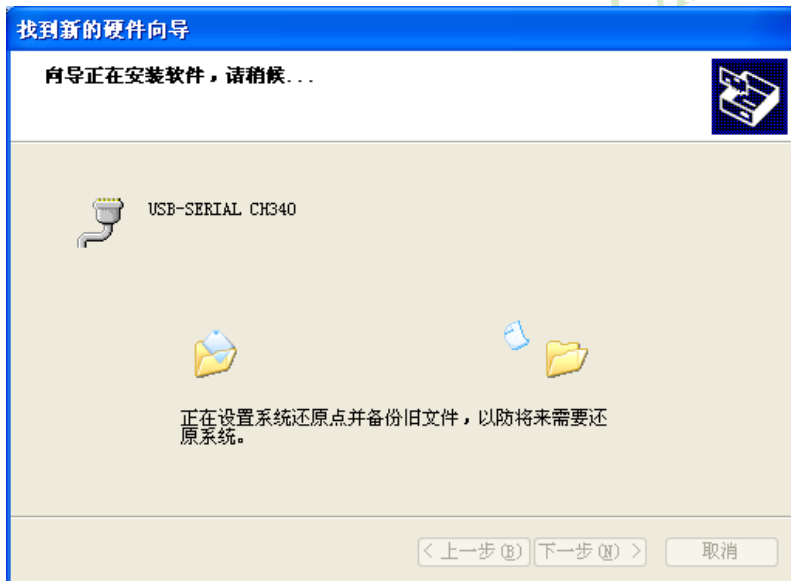 找到新的硬件向导
向导正在安装软件，请稍候...
USB-SERIAL CH340
正在设置系统还原点并备份旧文件，以防将来需要还
原系统。
< 上一步(B) 下一步(N) > 取消